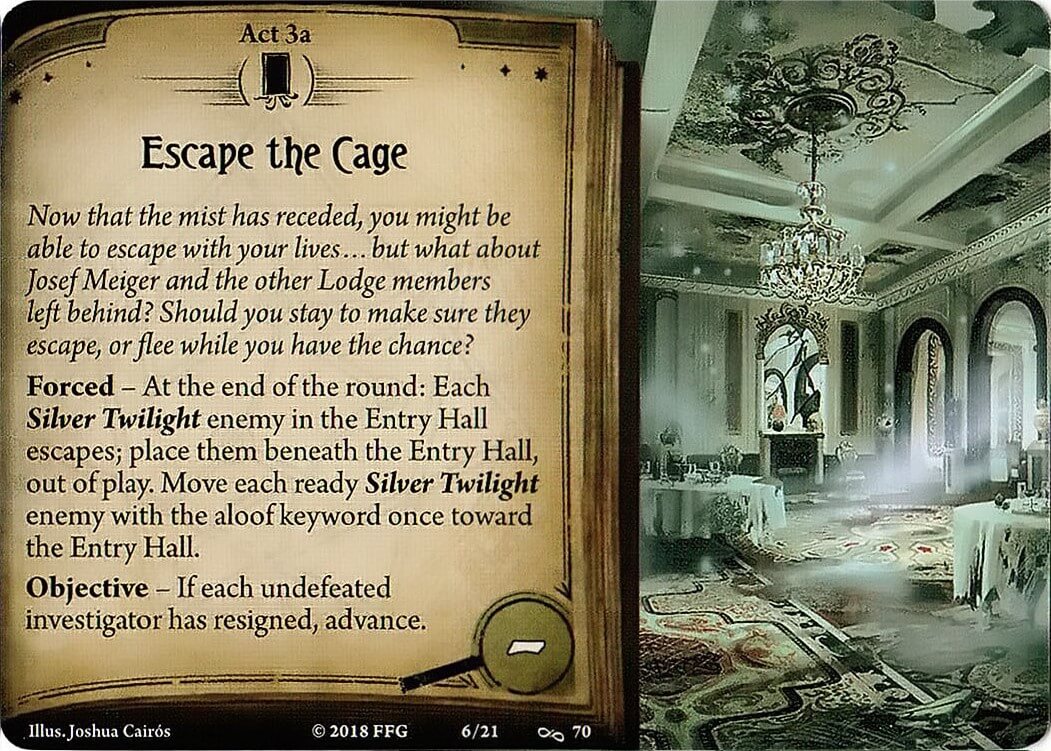 Act 3a
Escape the Cage
Now that the mist has receded, you might be
able to escape with your lives…but what about
Josef Meiger and the other Lodge members
left behind? Should you stay to make sure they
escape, or flee while you have the chance?
Forced – At the end of the round: Each
Silver Twilight enemy in the Entry Hall
escapes; place them beneath the Entry Hall,
out of play. Move each ready Silver Twilight
enemy with the aloof keyword once toward
the Entry Hall.
Objective – If each undefeated
investigator has resigned, advance.
–
Illus. Joshua Cairós © 2018 FFG 6/21 70